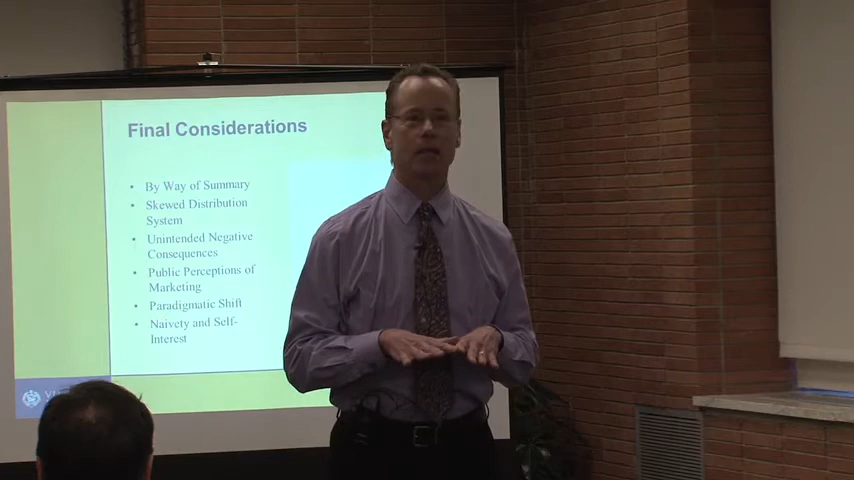 Final Considerations
• By Way of Summary
• Skewed Distribution
System
• Unintended Negative
Consequences
• Public Perceptions of
Marketing
• Paradigmatic Shift
• Naivety and Self-
Interest